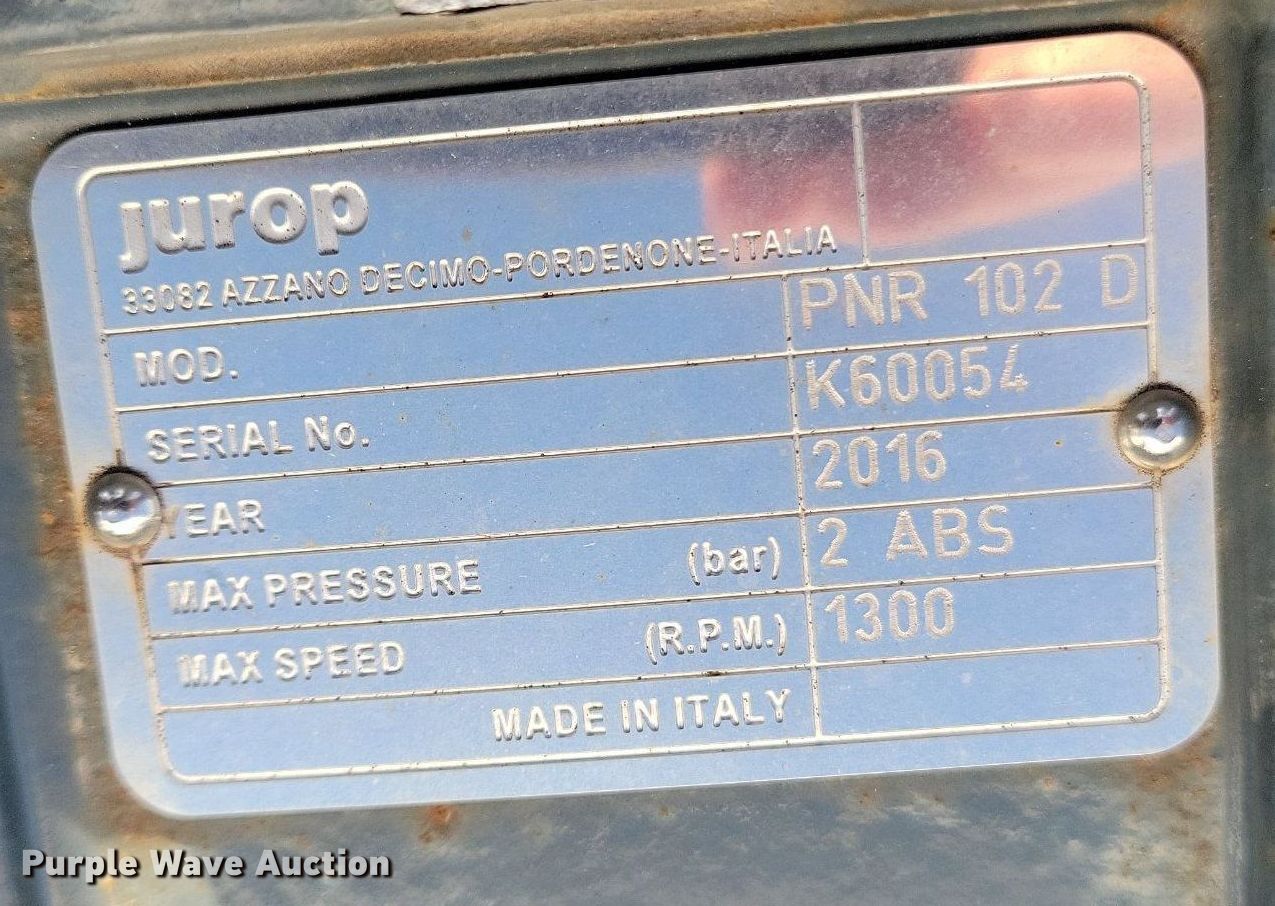 jurop
33082 AZZANO DECIMO-PORDENONE-ITALIA
MOD. PNR 102 D
SERIAL No. K60054
YEAR 2016
MAX PRESSURE (bar) 2 ABS
MAX SPEED (R.P.M.) 1300
MADE IN ITALY
Purple Wave Auction